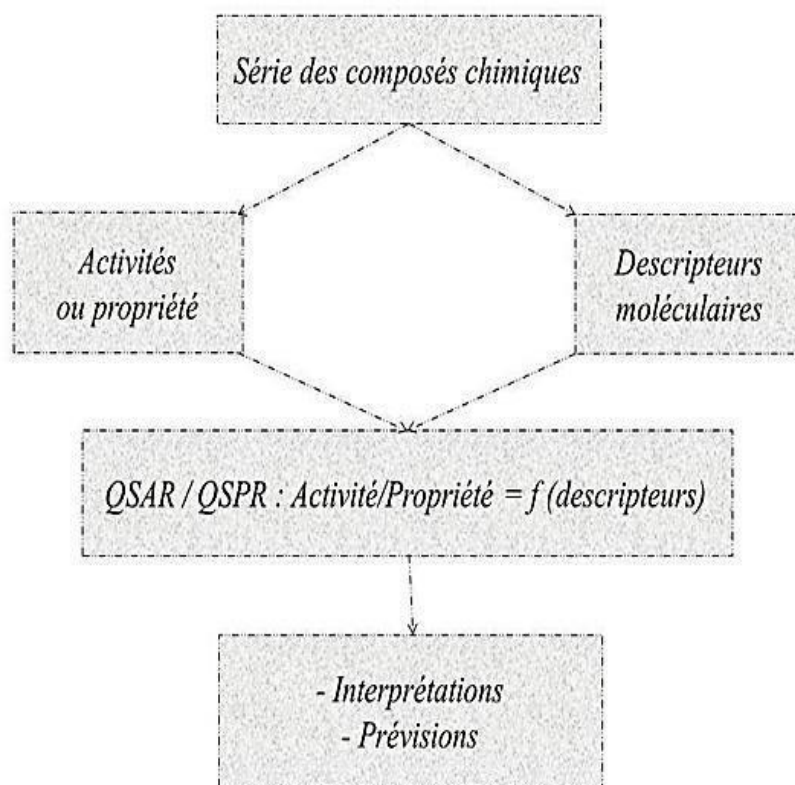 Série des composés chimiques
Activités
ou propriété
Descripteurs
moléculaires
QSAR / QSPR : Activité/Propriété = f (descripteurs)
- Interprétations
- Prévisions